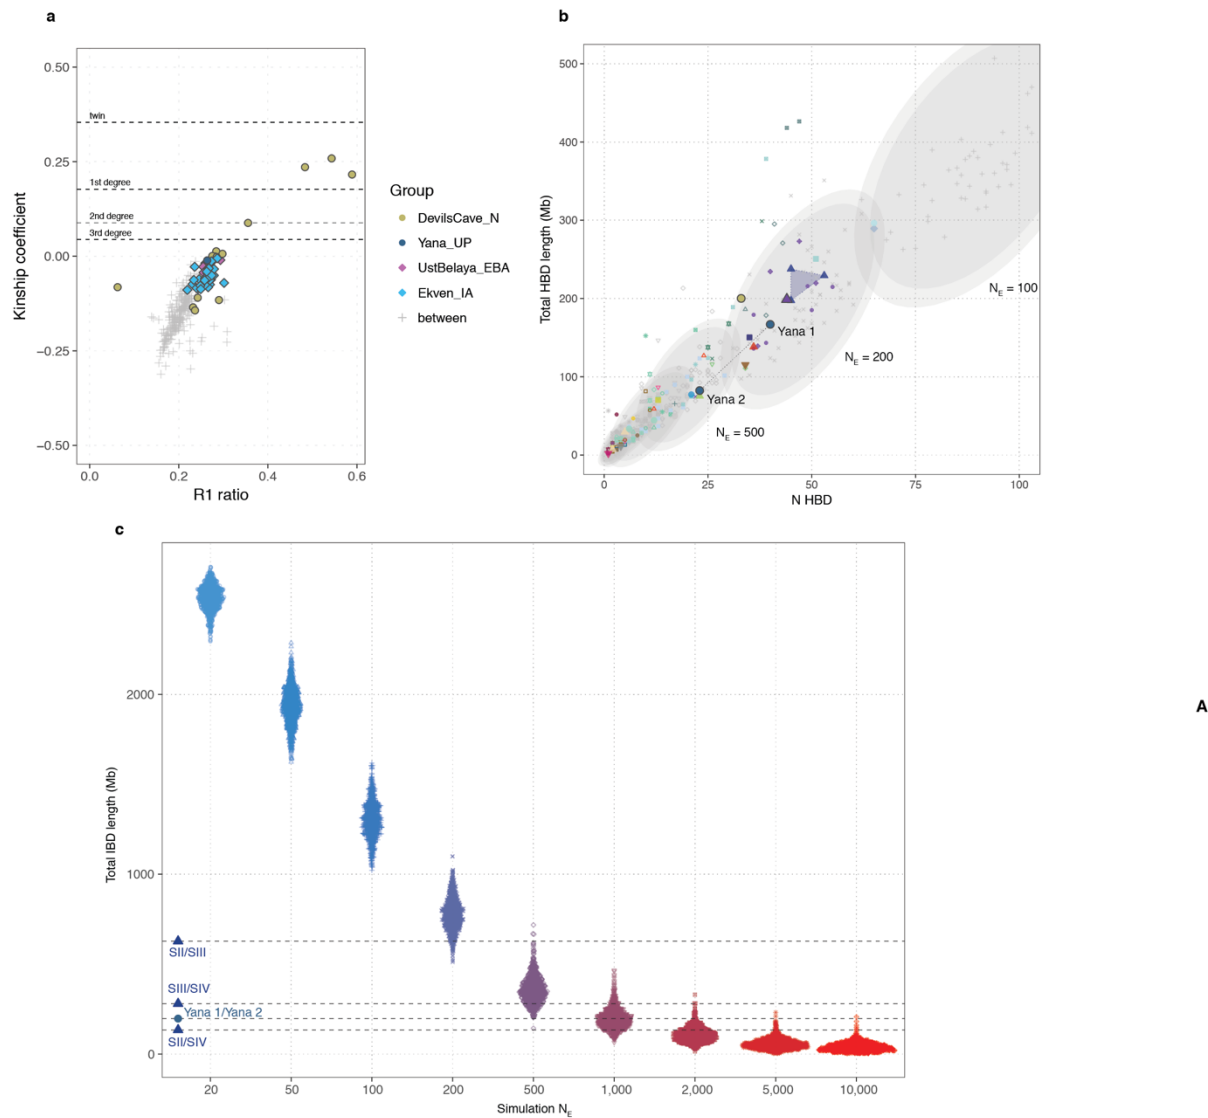 a
0.50
0.25
0.00
−0.25
−0.50
Kinship coefficient
twin
1st degree
2nd degree
3rd degree
0.0
0.2
0.4
0.6
R1 ratio
Group
DevilsCave_N
Yana_UP
UstBelaya_EBA
Ekven_IA
between
b
500
400
300
200
100
0
Total HBD length (Mb)
Yana 1
Yana 2
NE = 100
NE = 200
NE = 500
0
25
50
75
100
N HBD
c
2000
1000
0
Total IBD length (Mb)
SII/SIII
SIII/SIV
Yana 1/Yana 2
SII/SIV
20
50
100
200
500
1,000
2,000
5,000
10,000
Simulation NE
A